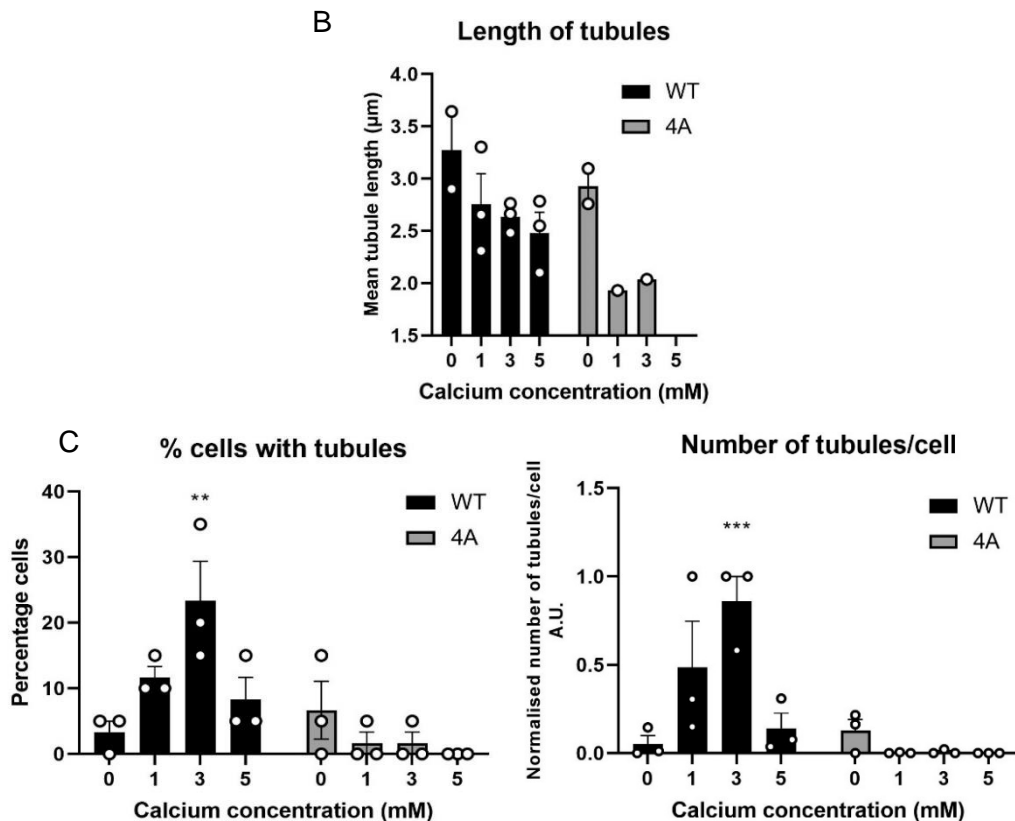 B
Length of tubules
WT
4A
Mean tubule length (µm)
4.0
3.5
3.0
2.5
2.0
1.5
0 1 3 5 0 1 3 5
Calcium concentration (mM)
C
% cells with tubules
**
WT
4A
Percentage cells
40
30
20
10
0
0 1 3 5 0 1 3 5
Calcium concentration (mM)
Number of tubules/cell
***
WT
4A
Normalised number of tubules/cell
A.U.
1.5
1.0
0.5
0.0
0 1 3 5 0 1 3 5
Calcium concentration (mM)